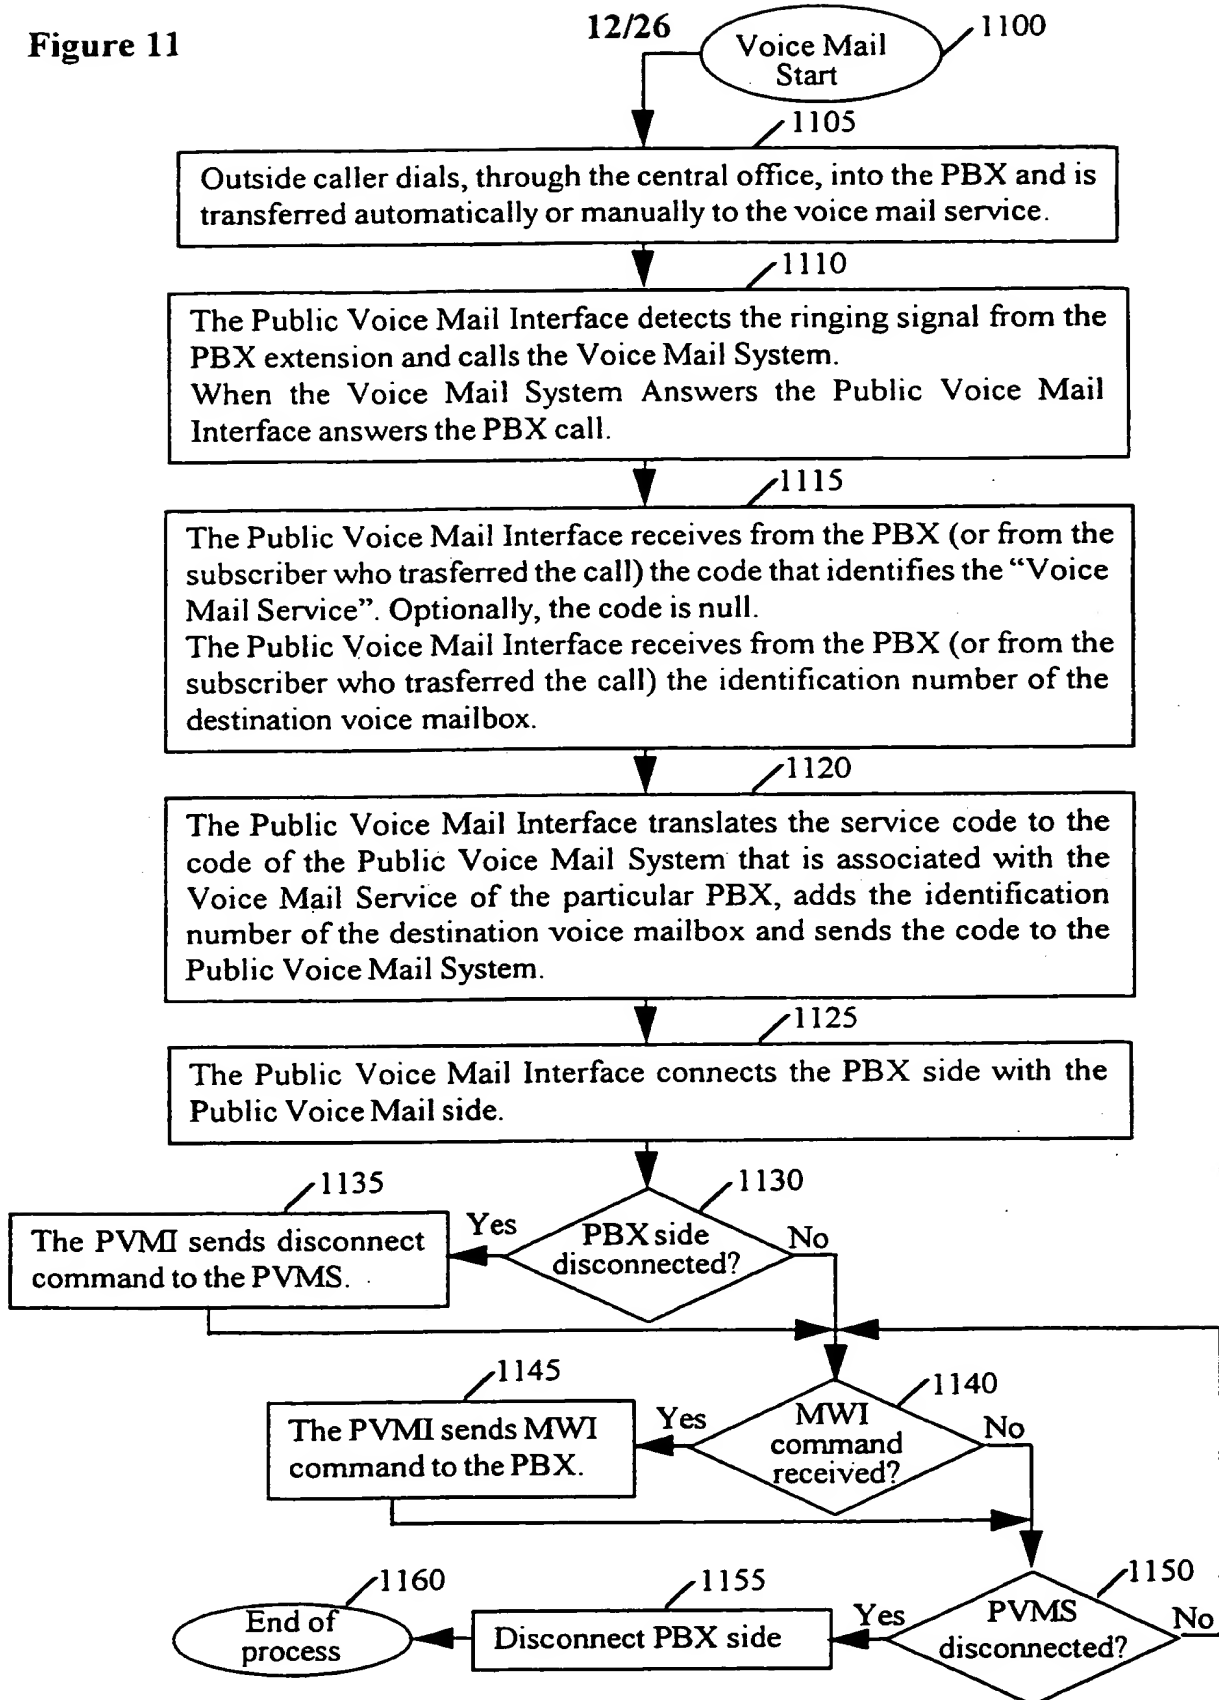 Figure 11
12/26
1100
Voice Mail
Start
1105
Outside caller dials, through the central office, into the PBX and is
transferred automatically or manually to the voice mail service.
1110
The Public Voice Mail Interface detects the ringing signal from the
PBX extension and calls the Voice Mail System.
When the Voice Mail System Answers the Public Voice Mail
Interface answers the PBX call.
1115
The Public Voice Mail Interface receives from the PBX (or from the
subscriber who trasferred the call) the code that identifies the “Voice
Mail Service”. Optionally, the code is null.
The Public Voice Mail Interface receives from the PBX (or from the
subscriber who trasferred the call) the identification number of the
destination voice mailbox.
1120
The Public Voice Mail Interface translates the service code to the
code of the Public Voice Mail System that is associated with the
Voice Mail Service of the particular PBX, adds the identification
number of the destination voice mailbox and sends the code to the
Public Voice Mail System.
1125
The Public Voice Mail Interface connects the PBX side with the
Public Voice Mail side.
1135
1130
The PVMI sends disconnect
command to the PVMS.
Yes
PBX side
disconnected?
No
1145
1140
The PVMI sends MWI
command to the PBX.
Yes
MWI
command
received?
No
1160
1155
1150
End of
process
Disconnect PBX side
Yes
PVMS
disconnected?
No